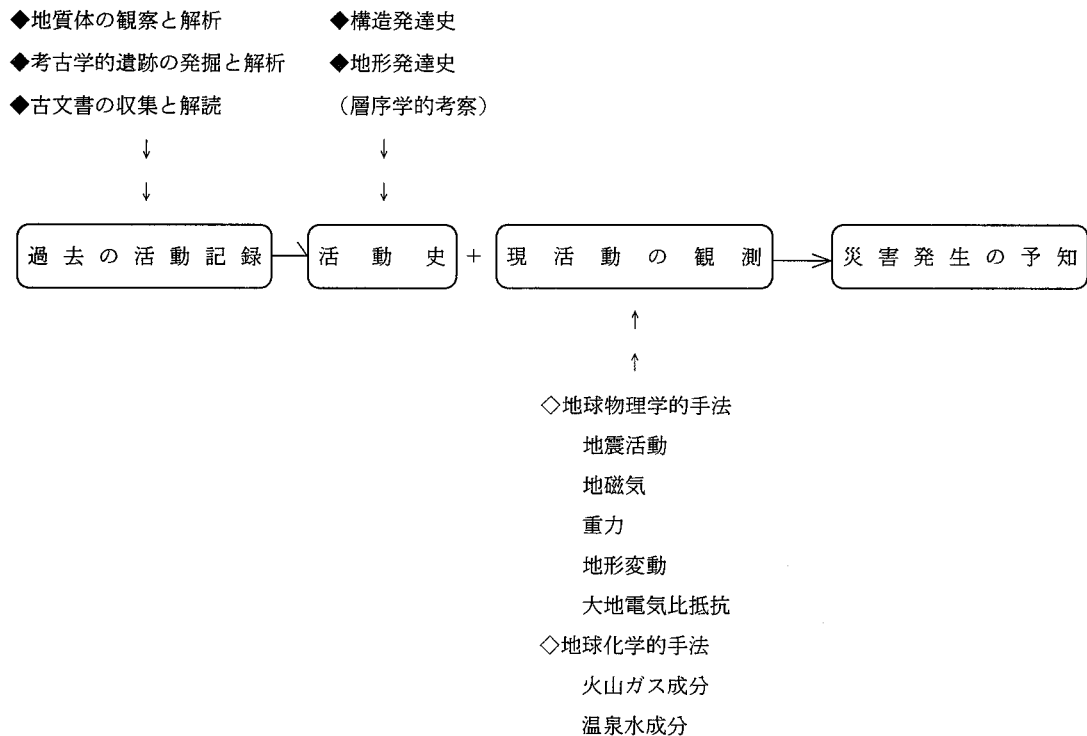 ◆地質体の観察と解析 ◆構造発達史
◆考古学的遺跡の発掘と解析 ◆地形発達史
◆古文書の収集と解読 (層序学的考察)
↓ ↓
↓ ↓
過去の活動記録 → 活動史 + 現活動の観測 → 災害発生の予知
↑
↑
◇地球物理学的手法
地震活動
地磁気
重力
地形変動
大地電気比抵抗
◇地球化学的手法
火山ガス成分
温泉水成分